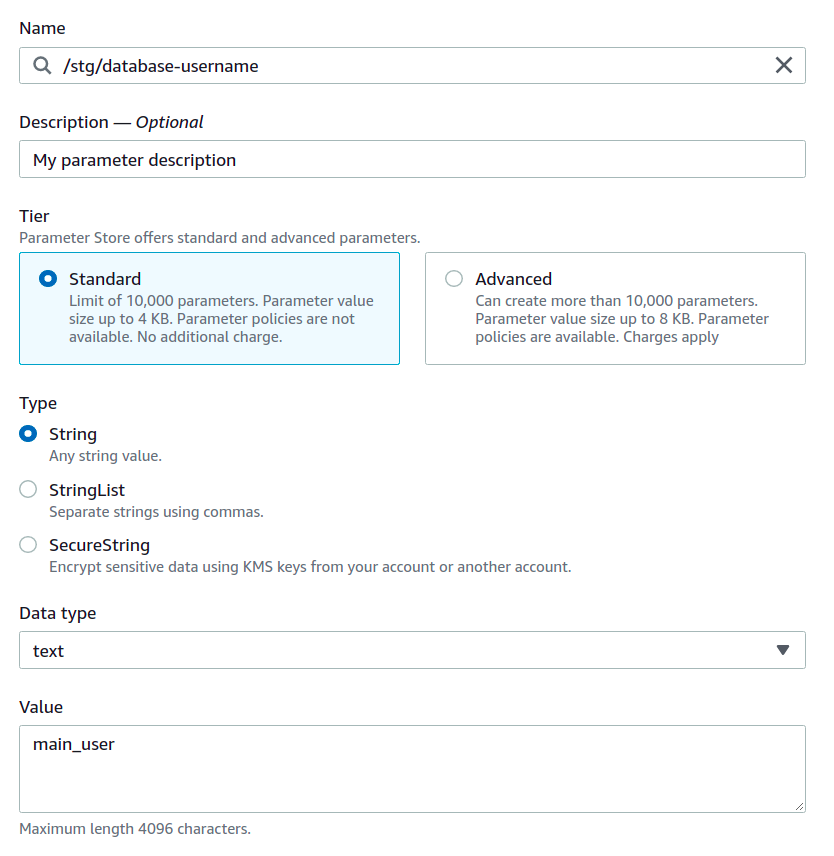 Name
/stg/database-username
Description — Optional
My parameter description
Tier
Parameter Store offers standard and advanced parameters.
Standard
Limit of 10,000 parameters. Parameter value
size up to 4 KB. Parameter policies are not
available. No additional charge.
Advanced
Can create more than 10,000 parameters.
Parameter value size up to 8 KB. Parameter
policies are available. Charges apply
Type
String
Any string value.
StringList
Separate strings using commas.
SecureString
Encrypt sensitive data using KMS keys from your account or another account.
Data type
text
Value
main_user
Maximum length 4096 characters.